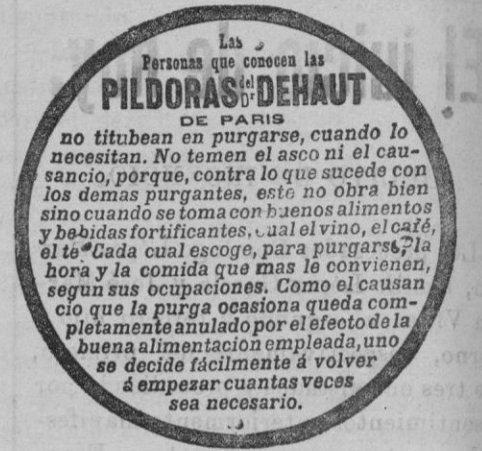 Las
Personas que conocen las
PILDORAS del Dr DEHAUT
DE PARIS
no titubean en purgarse, cuando lo
necesitan. No temen el asco ni el cau-
sancio, porque, contra lo que sucede con
los demas purgantes, este no obra bien
sino cuando se toma con buenos alimentos
y bebidas fortificantes, cual el vino, el café,
el té. Cada cual escoge, para purgarse, la
hora y la comida que mas le convienen,
segun sus ocupaciones. Como el causan
cio que la purga ocasiona queda com-
pletamente anulado por el efecto de la
buena alimentacion empleada, uno
se decide fácilmente á volver
á empezar cuantas veces
sea necesario.